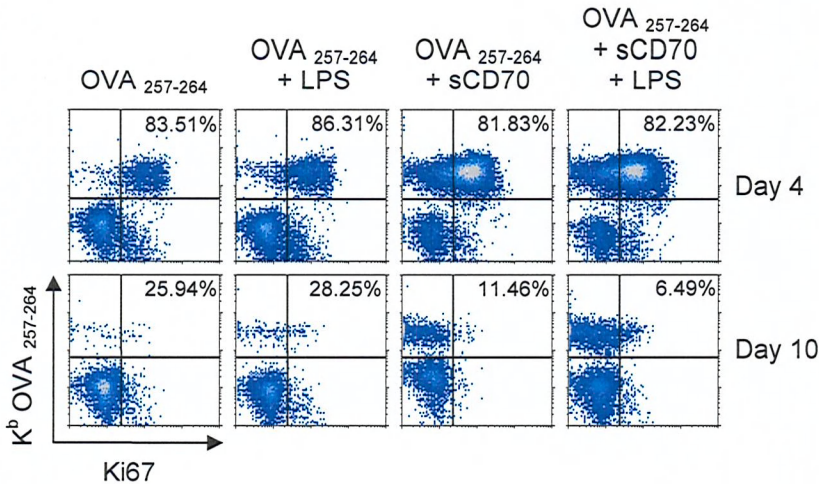 OVA 257-264
OVA 257-264
+ LPS
OVA 257-264
+ sCD70
OVA 257-264
+ sCD70
+ LPS
83.51%
86.31%
81.83%
82.23%
Day 4
25.94%
28.25%
11.46%
6.49%
Day 10
Kb OVA 257-264
Ki67